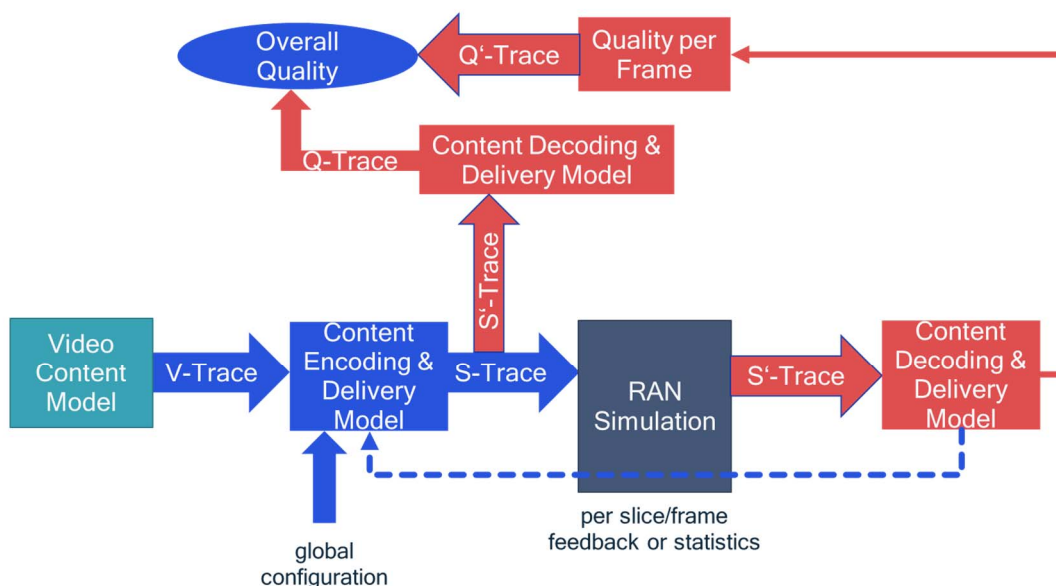 Overall
Quality
Q‘-Trace
Quality per
Frame
Q-Trace
Content Decoding &
Delivery Model
S‘-Trace
Video
Content
Model
V-Trace
Content
Encoding &
Delivery
Model
S-Trace
RAN
Simulation
S‘-Trace
Content
Decoding &
Delivery
Model
per slice/frame
feedback or statistics
global
configuration